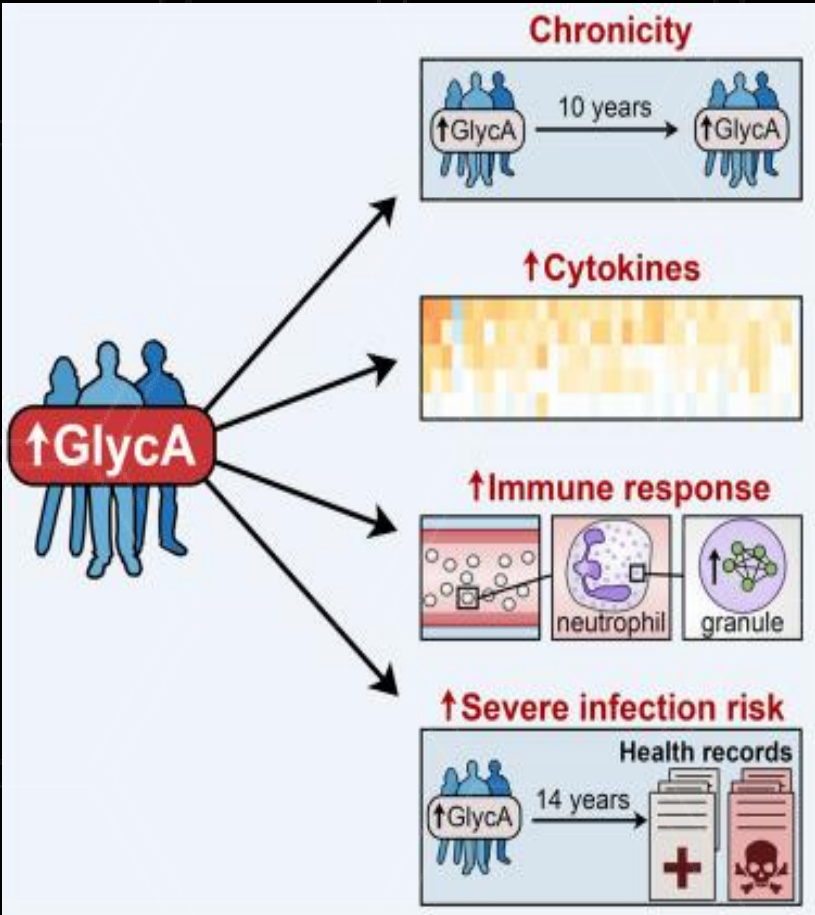 Chronicity
↑GlycA
10 years
↑GlycA
↑Cytokines
↑GlycA
↑Immune response
neutrophil
granule
↑Severe infection risk
Health records
↑GlycA
14 years